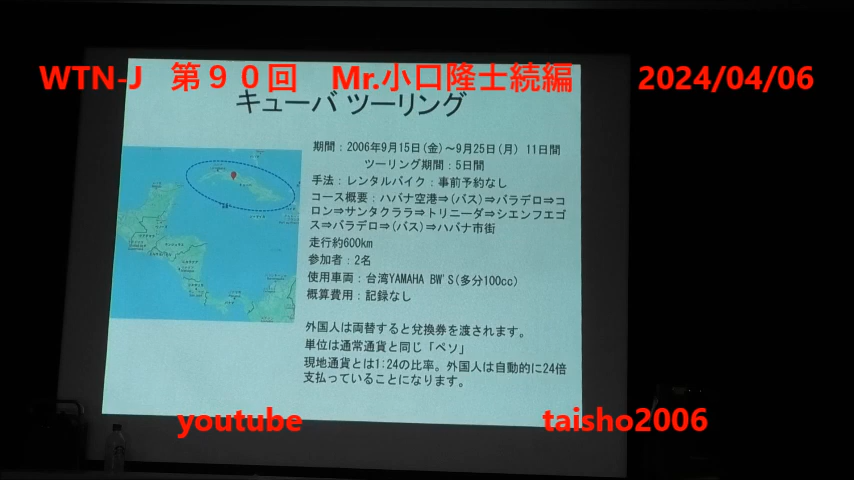 WTN-J 第９０回 Mr.小口隆士続編 2024/04/06
キューバ ツーリング
期間：2006年9月15日(金)～9月25日(月) 11日間
ツーリング期間：5日間
手法：レンタルバイク：事前予約なし
コース概要：ハバナ空港⇒(バス)⇒バラデロ⇒コ
ロン⇒サンタクララ⇒トリニーダ⇒シエンフエゴ
ス⇒バラデロ⇒(バス)⇒ハバナ市街
走行約600km
参加者：2名
使用車両：台湾YAMAHA BW'S(多分100cc)
概算費用：記録なし
外国人は両替すると兌換券を渡されます。
単位は通常通貨と同じ「ペソ」
現地通貨とは1:24の比率。外国人は自動的に24倍
支払っていることになります。
youtube taisho2006